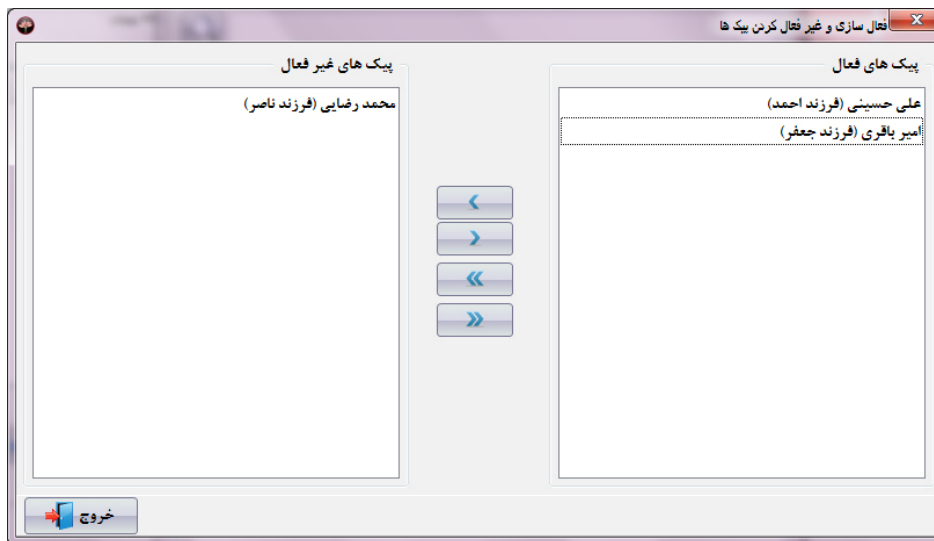 فعال سازی و غیر فعال کردن پیک ها
پیک های فعال
علی حسینی (فرزند احمد)
امیر باقری (فرزند جعفر)
پیک های غیر فعال
محمد رضایی (فرزند ناصر)
خروج